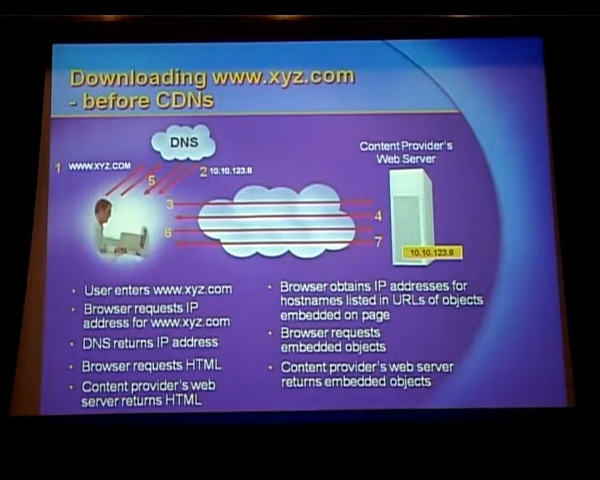 Downloading www.xyz.com
- before CDNs
DNS
Content Provider's
Web Server
1 WWW.XYZ.COM
2 10.10.123.8
5
3
4
6
7
10.10.123.8
• User enters www.xyz.com
• Browser requests IP
address for www.xyz.com
• DNS returns IP address
• Browser requests HTML
• Content provider's web
server returns HTML
• Browser obtains IP addresses for
hostnames listed in URLs of objects
embedded on page
• Browser requests
embedded objects
• Content provider's web server
returns embedded objects